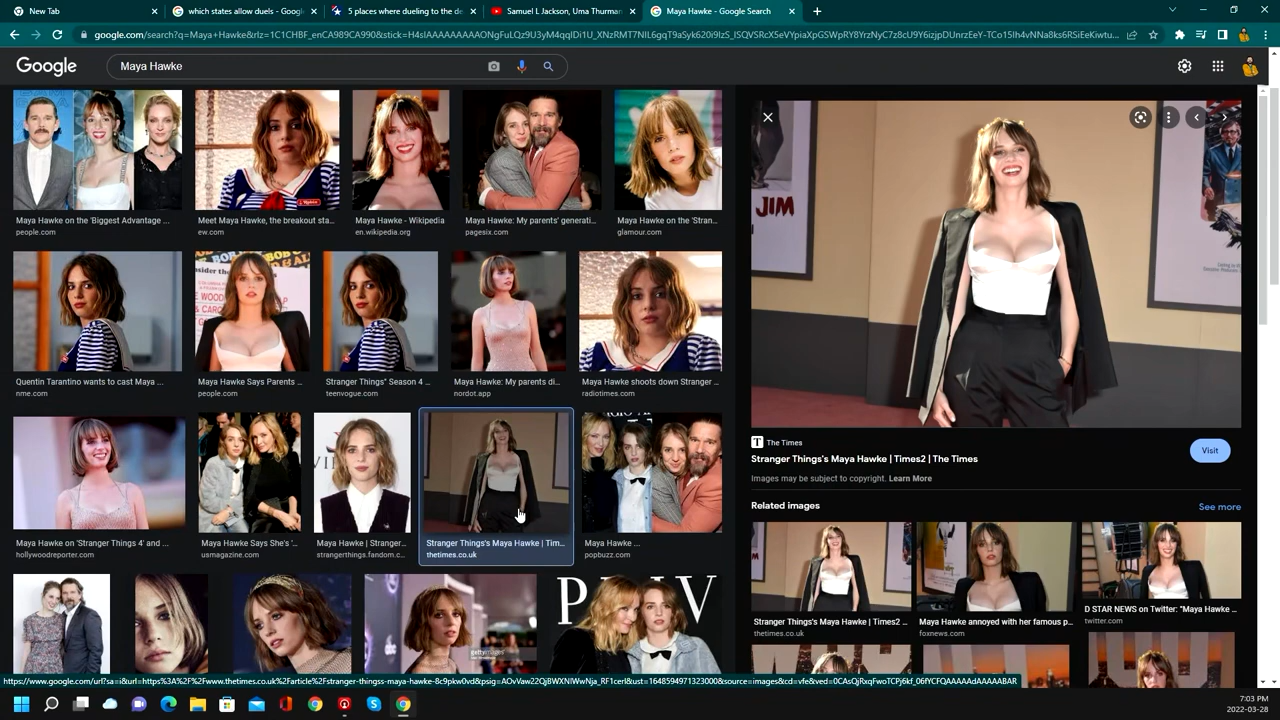 New Tab
which states allow duels - Googl
5 places where dueling to the de
Samuel L Jackson, Uma Thurman
Maya Hawke - Google Search
Google
Maya Hawke
Maya Hawke on the 'Biggest Advantage ...
people.com
Meet Maya Hawke, the breakout sta...
ew.com
Maya Hawke - Wikipedia
en.wikipedia.org
Maya Hawke: My parents' generati...
pagesix.com
Maya Hawke on the 'Stran...
glamour.com
Quentin Tarantino wants to cast Maya ...
nme.com
Maya Hawke Says Parents ...
people.com
Stranger Things" Season 4 ...
teenvogue.com
Maya Hawke: My parents di...
nordot.app
Maya Hawke shoots down Stranger ...
radiotimes.com
JIM
The Times
Stranger Things's Maya Hawke | Times2 | The Times
Visit
Images may be subject to copyright. Learn More
Related images
See more
Maya Hawke on 'Stranger Things 4' and ...
hollywoodreporter.com
Maya Hawke Says She's '...
usmagazine.com
Maya Hawke | Stranger...
strangerthings.fandom.c...
Stranger Things's Maya Hawke | Tim...
thetimes.co.uk
Maya Hawke ...
popbuzz.com
Stranger Things's Maya Hawke | Times2 ...
thetimes.co.uk
Maya Hawke annoyed with her famous p...
foxnews.com
D STAR NEWS on Twitter: "Maya Hawke ...
twitter.com
gettyimages
7:03 PM
2022-03-28